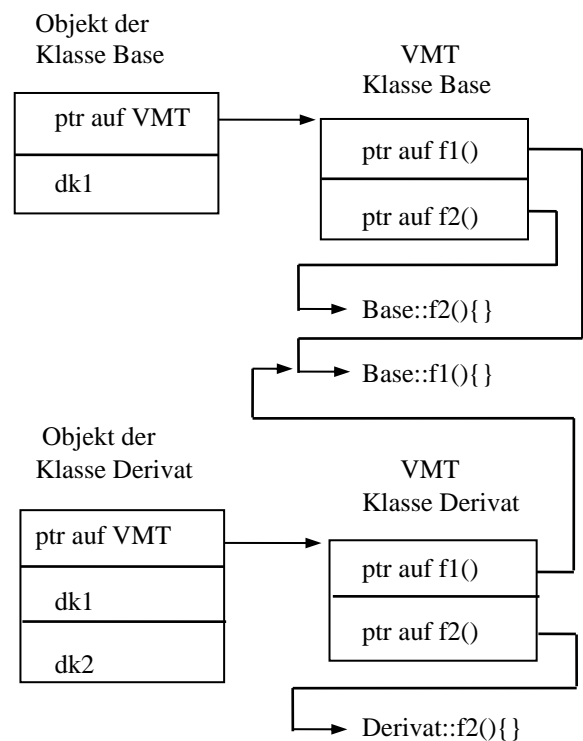 Objekt der
Klasse Base
VMT
Klasse Base
ptr auf VMT
dk1
ptr auf f1()
ptr auf f2()
Base::f2(){}
Base::f1(){}
Objekt der
Klasse Derivat
VMT
Klasse Derivat
ptr auf VMT
dk1
dk2
ptr auf f1()
ptr auf f2()
Derivat::f2(){}